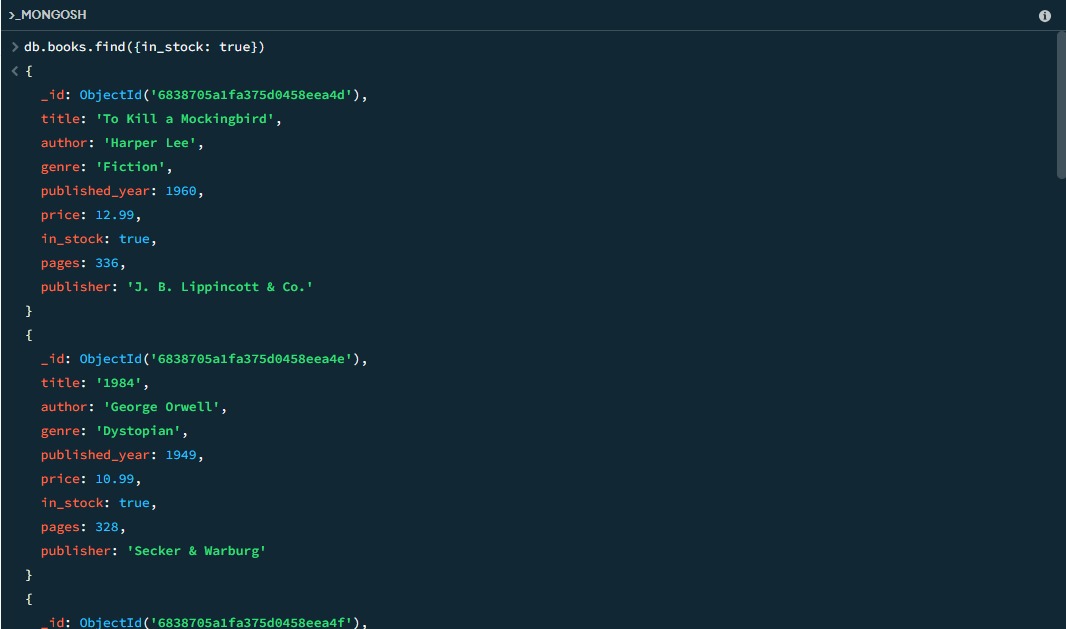 >_MONGOSH
> db.books.find({in_stock: true})
< {
_id: ObjectId('6838705a1fa375d0458eea4d'),
title: 'To Kill a Mockingbird',
author: 'Harper Lee',
genre: 'Fiction',
published_year: 1960,
price: 12.99,
in_stock: true,
pages: 336,
publisher: 'J. B. Lippincott & Co.'
}
{
_id: ObjectId('6838705a1fa375d0458eea4e'),
title: '1984',
author: 'George Orwell',
genre: 'Dystopian',
published_year: 1949,
price: 10.99,
in_stock: true,
pages: 328,
publisher: 'Secker & Warburg'
}
{
_id: ObjectId('6838705a1fa375d0458eea4f'),